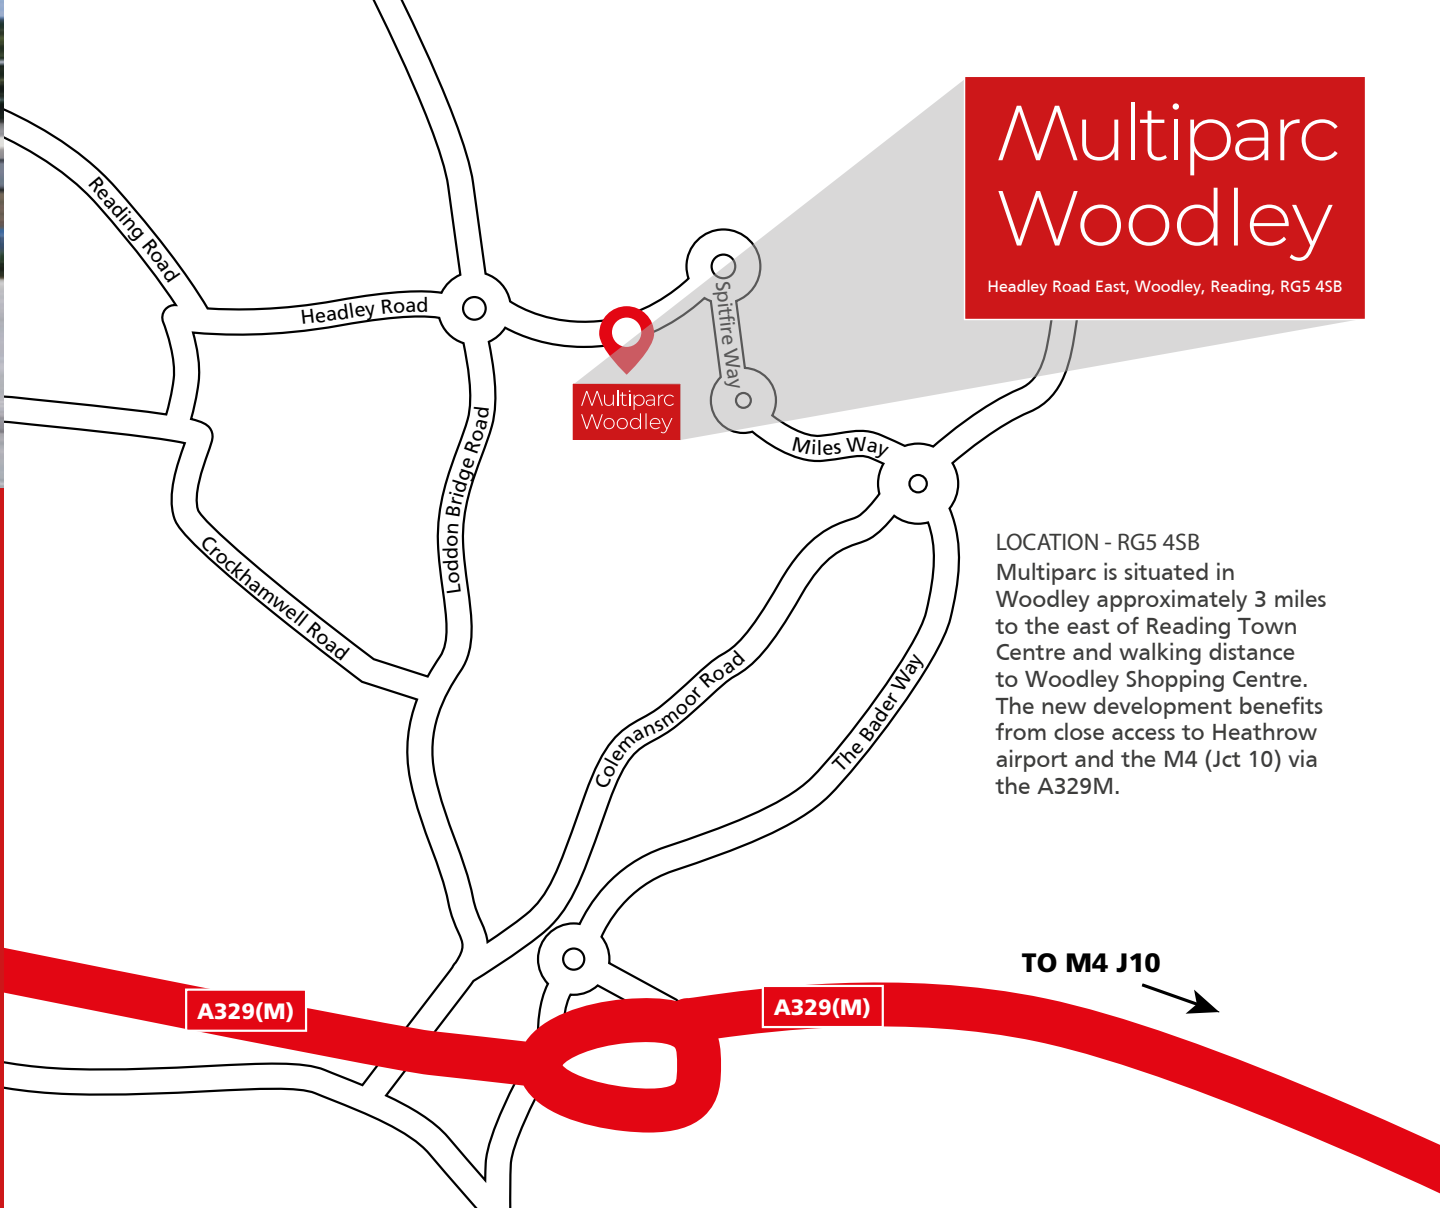 Multiparc
Woodley
Headley Road East, Woodley, Reading, RG5 4SB
Reading Road
Headley Road
Spitfire Way
Multiparc
Woodley
Miles Way
Loddon Bridge Road
Crockhamwell Road
Colemansmoor Road
The Bader Way
LOCATION - RG5 4SB
Multiparc is situated in
Woodley approximately 3 miles
to the east of Reading Town
Centre and walking distance
to Woodley Shopping Centre.
The new development benefits
from close access to Heathrow
airport and the M4 (Jct 10) via
the A329M.
TO M4 J10
A329(M)
A329(M)